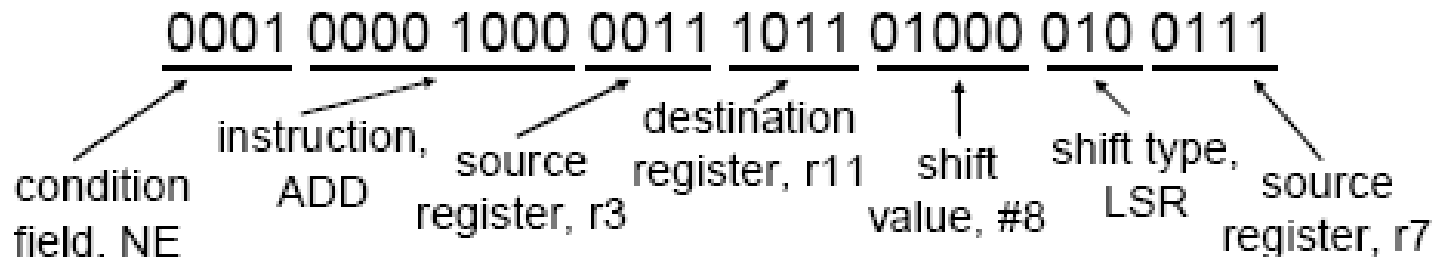 0001 0000 1000 0011 1011 01000 010 0111
condition
field, NE
instruction,
ADD
source
register, r3
destination
register, r11
shift
value, #8
shift type,
LSR
source
register, r7